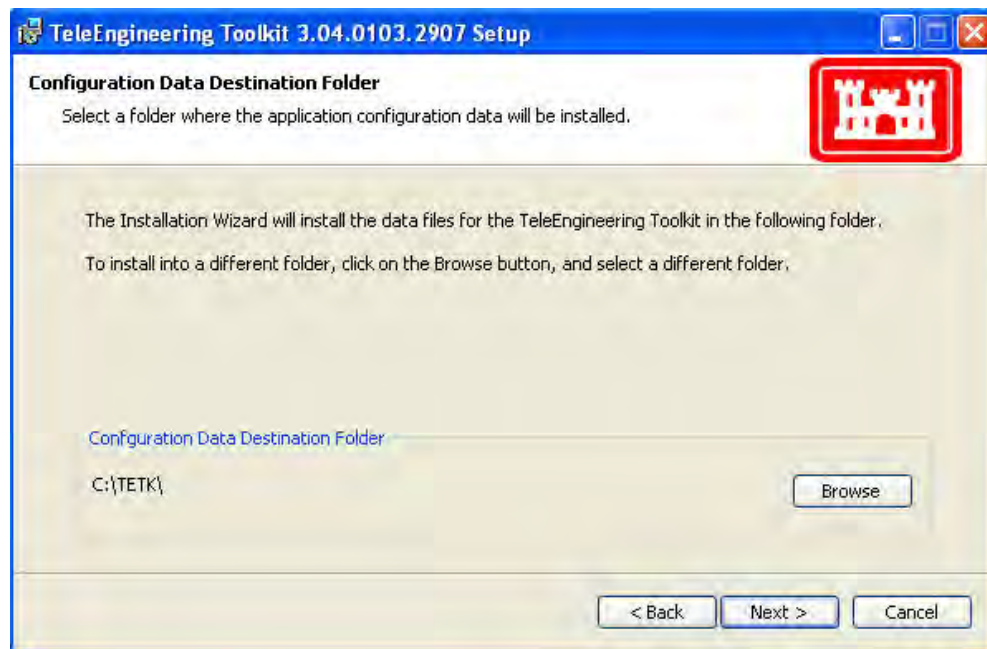 TeleEngineering Toolkit 3.04.0103.2907 Setup
Configuration Data Destination Folder
Select a folder where the application configuration data will be installed.
The Installation Wizard will install the data files for the TeleEngineering Toolkit in the following folder.
To install into a different folder, click on the Browse button, and select a different folder.
Confguration Data Destination Folder
C:\TETK\
Browse
< Back
Next >
Cancel